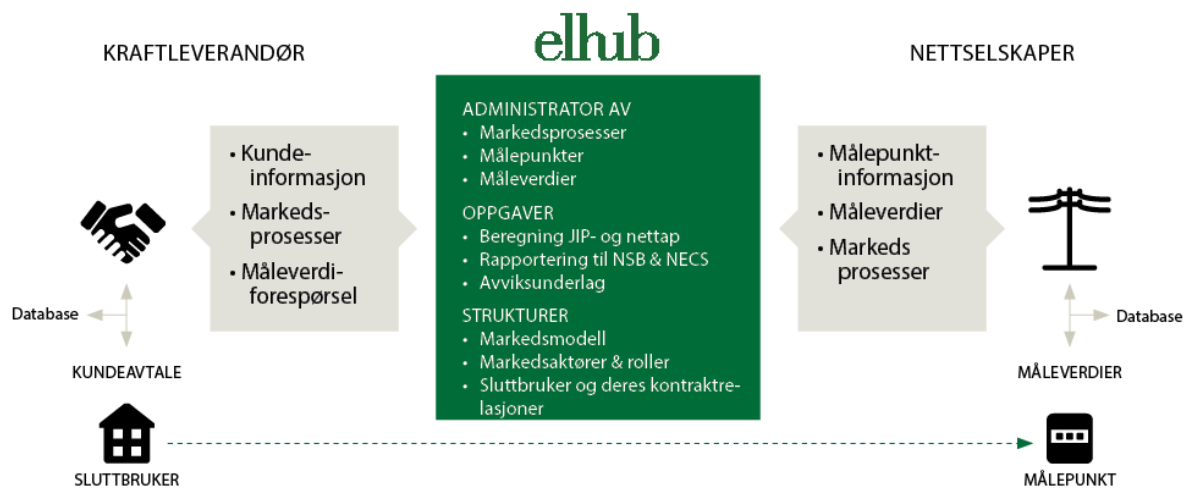 elhub
KRAFTLEVERANDØR
NETTSELSKAPER
• Kunde-
informasjon
• Markeds-
prosesser
• Måleverdi-
forespørsel
Database
KUNDEAVTALE
SLUTTBRUKER
ADMINISTRATOR AV
• Markedsprosesser
• Målepunkter
• Måleverdier
OPPGAVER
• Beregning JIP- og nettap
• Rapportering til NSB & NECS
• Avviksunderlag
STRUKTURER
• Markedsmodell
• Markedsaktører & roller
• Sluttbruker og deres kontraktre-
lasjoner
• Målepunkt-
informasjon
• Måleverdier
• Markeds
prosesser
Database
MÅLEVERDIER
MÅLEPUNKT